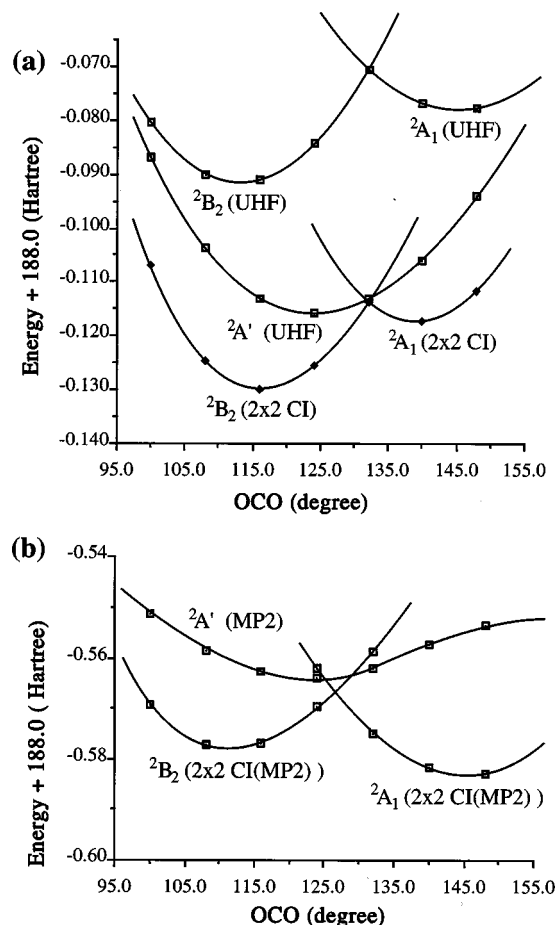 (a)
Energy + 188.0 (Hartree)
-0.070
-0.080
-0.090
-0.100
-0.110
-0.120
-0.130
-0.140
²A₁ (UHF)
²B₂ (UHF)
²A' (UHF)
²A₁ (2x2 CI)
²B₂ (2x2 CI)
95.0 105.0 115.0 125.0 135.0 145.0 155.0
OCO (degree)
(b)
Energy + 188.0 ( Hartree)
-0.54
-0.56
-0.58
-0.60
²A' (MP2)
²B₂ (2x2 CI(MP2) )
²A₁ (2x2 CI(MP2) )
95.0 105.0 115.0 125.0 135.0 145.0 155.0
OCO (degree)